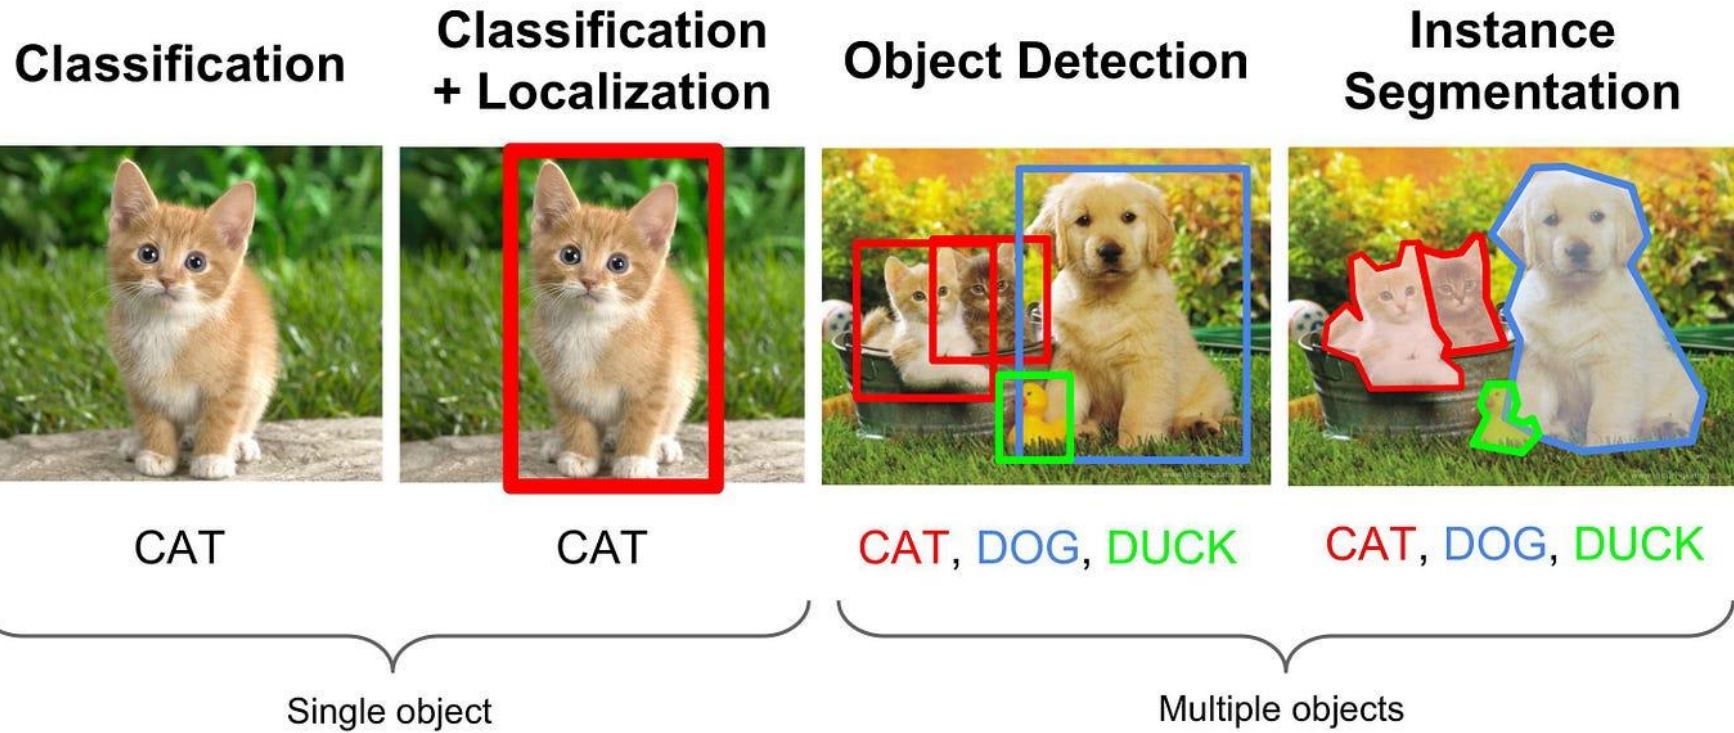 Classification
Classification
+ Localization
Object Detection
Instance
Segmentation
CAT
CAT
CAT, DOG, DUCK
CAT, DOG, DUCK
Single object
Multiple objects